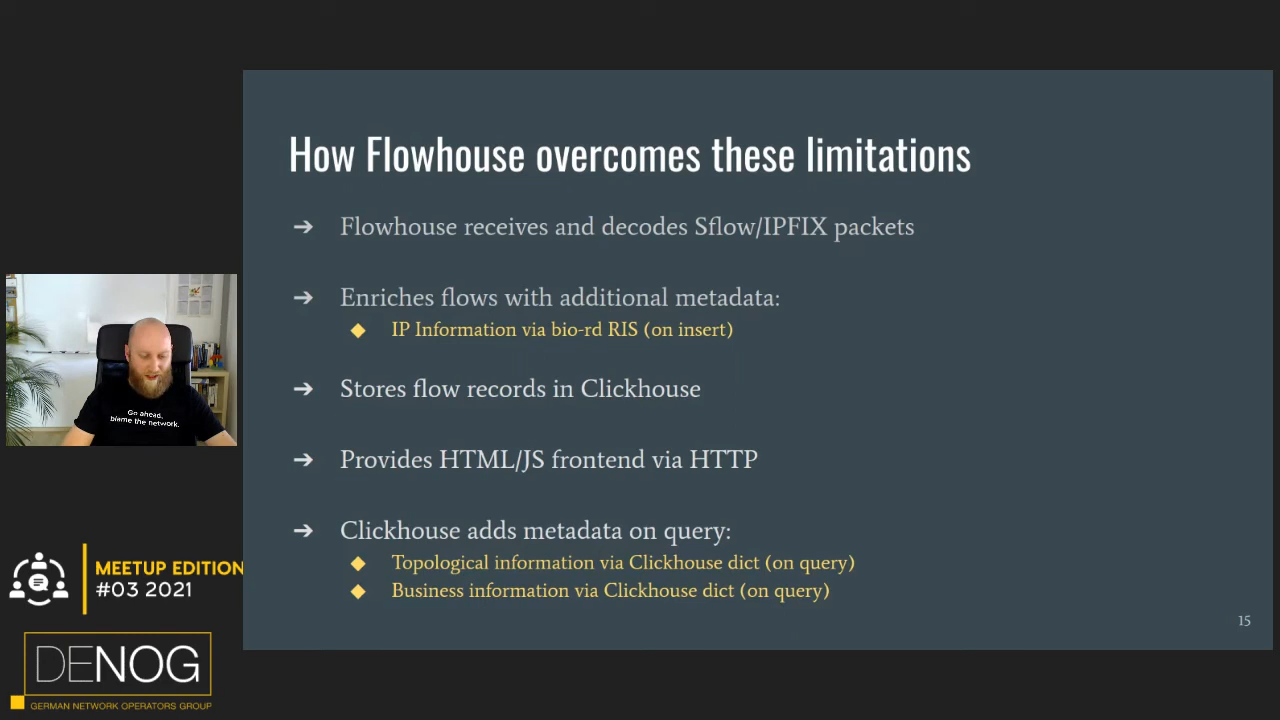 How Flowhouse overcomes these limitations
➔ Flowhouse receives and decodes Sflow/IPFIX packets
➔ Enriches flows with additional metadata:
◆ IP Information via bio-rd RIS (on insert)
➔ Stores flow records in Clickhouse
➔ Provides HTML/JS frontend via HTTP
➔ Clickhouse adds metadata on query:
◆ Topological information via Clickhouse dict (on query)
◆ Business information via Clickhouse dict (on query)
15
Go ahead,
blame the network.
MEETUP EDITION
#03 2021
DENOG
GERMAN NETWORK OPERATORS GROUP